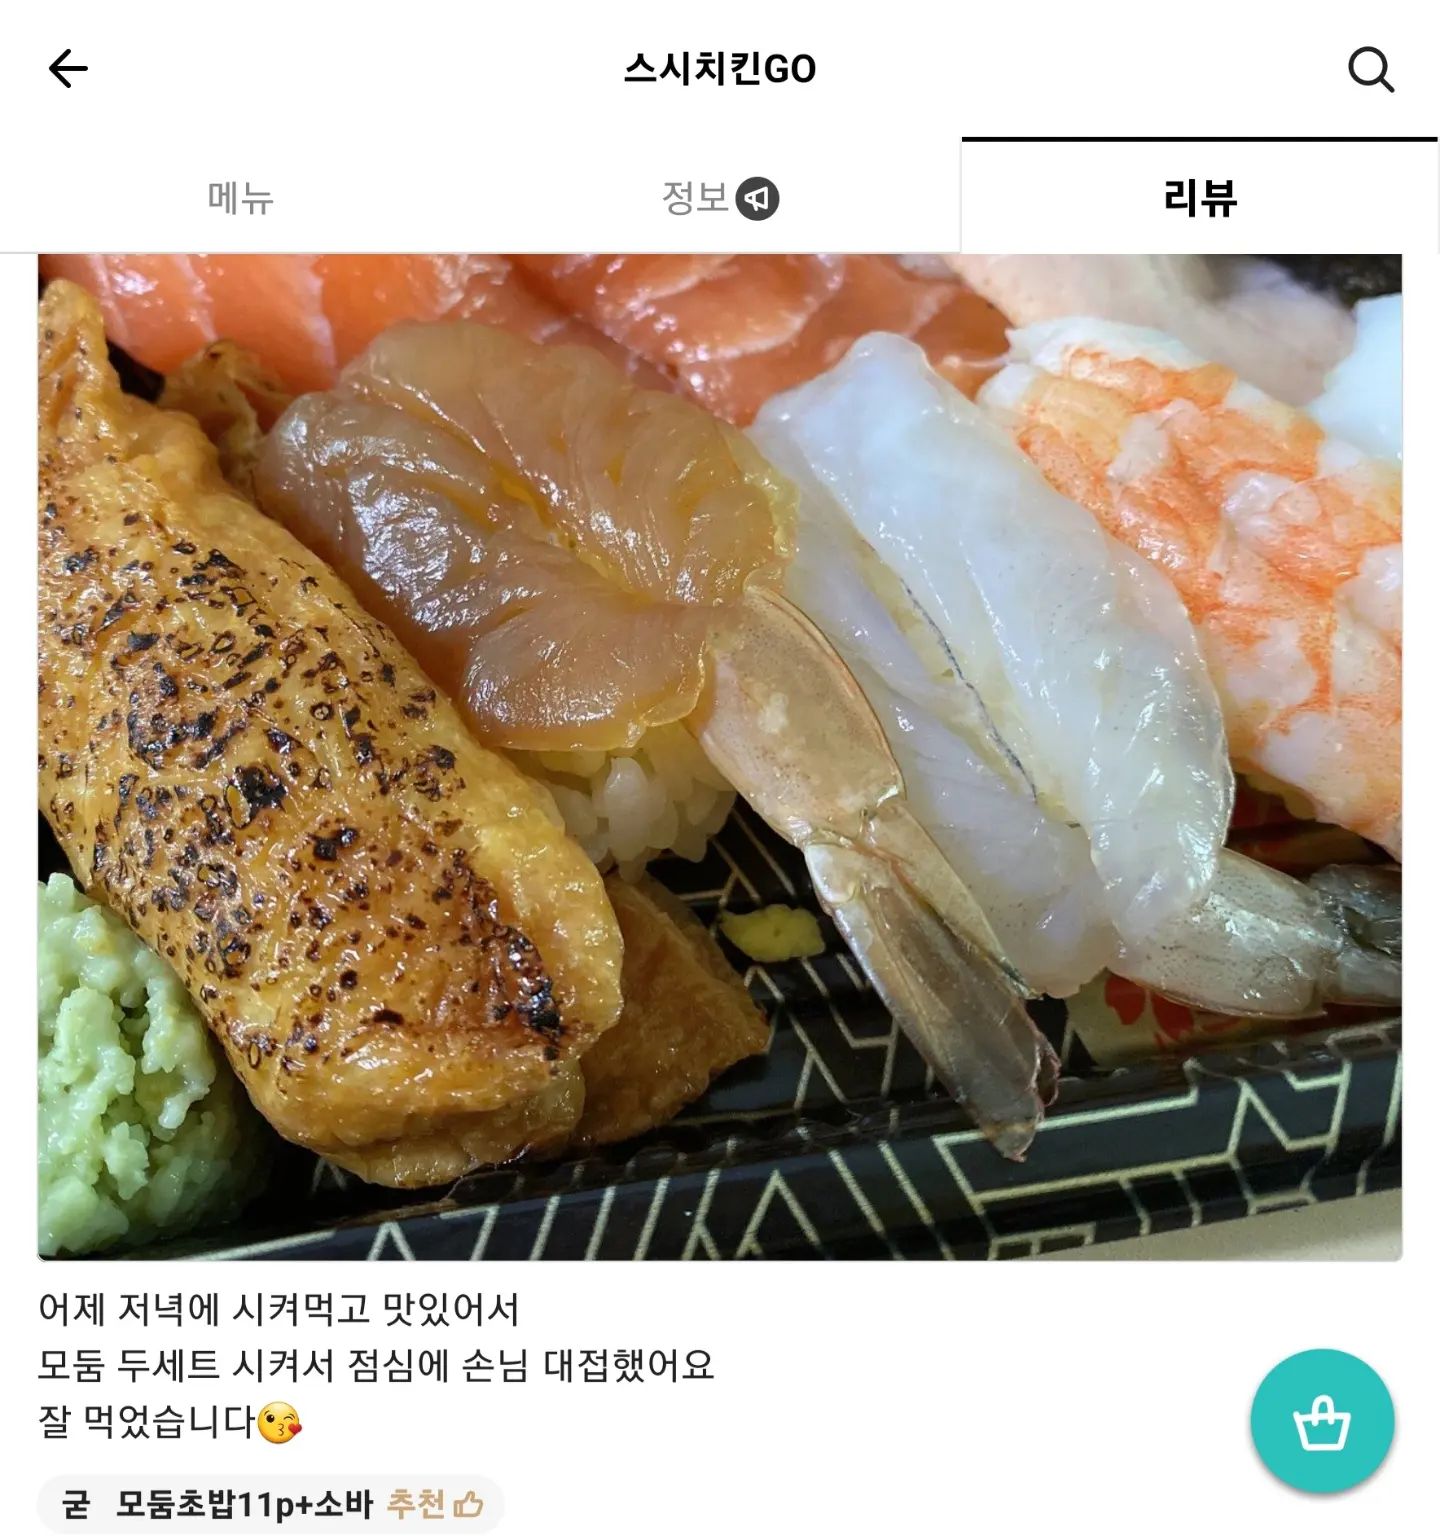 스시치킨GO
메뉴
정보
리뷰
어제 저녁에 시켜먹고 맛있어서
모둠 두세트 시켜서 점심에 손님 대접했어요
잘 먹었습니다😘
굳 모둠초밥11p+소바 추천